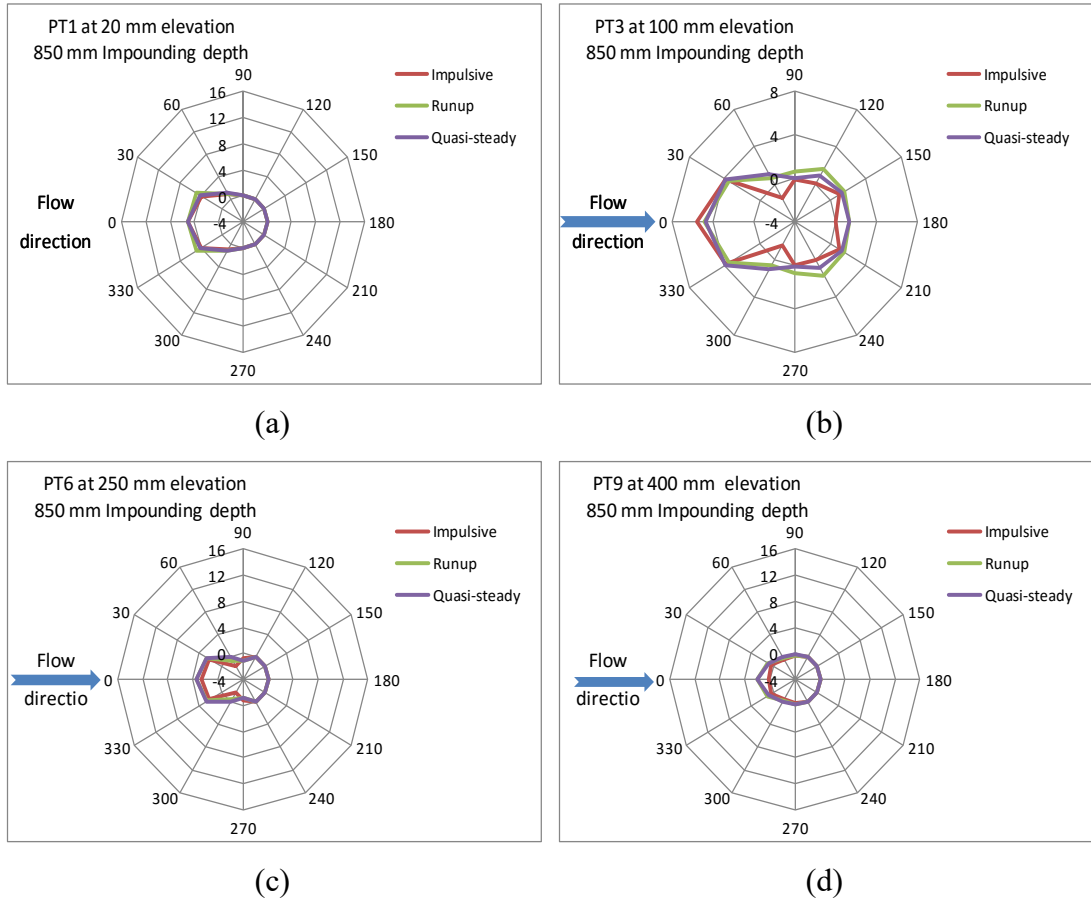 PT1 at 20 mm elevation
850 mm Impounding depth
90
60
120
30
150
0
180
330
210
300
240
270
16
12
8
4
0
-4
Flow
direction
Impulsive
Runup
Quasi-steady
(a)
PT3 at 100 mm elevation
850 mm Impounding depth
90
60
120
30
150
0
180
330
210
300
240
270
8
4
0
-4
Flow
direction
Impulsive
Runup
Quasi-steady
(b)
PT6 at 250 mm elevation
850 mm Impounding depth
90
60
120
30
150
0
180
330
210
300
240
270
16
12
8
4
0
-4
Flow
directio
Impulsive
Runup
Quasi-steady
(c)
PT9 at 400 mm elevation
850 mm Impounding depth
90
60
120
30
150
0
180
330
210
300
240
270
16
12
8
4
0
-4
Flow
directio
Impulsive
Runup
Quasi-steady
(d)